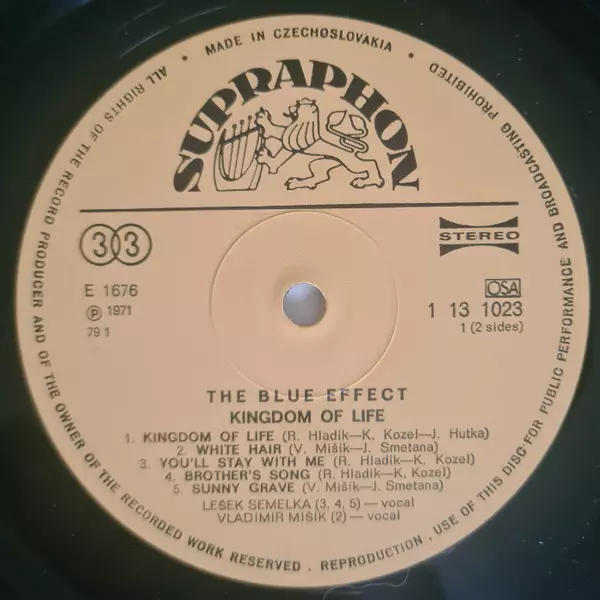 MADE IN CZECHOSLOVAKIA
SUPRAPHON
33
STEREO
E 1676
OSA
Ⓟ 1971
1 13 1023
79 1
1 (2 sides)
THE BLUE EFFECT
KINGDOM OF LIFE
1. KINGDOM OF LIFE (R. Hladík—K. Kozel—J. Hutka)
2. WHITE HAIR (V. Mišík—J. Smetana)
3. YOU'LL STAY WITH ME (R. Hladík—K. Kozel)
4. BROTHER'S SONG (R. Hladík—K. Kozel)
5. SUNNY GRAVE (V. Mišík—J. Smetana)
LEŠEK SEMELKA (3, 4, 5) — vocal
VLADIMÍR MIŠÍK (2) — vocal
ALL RIGHTS OF THE RECORD PRODUCER AND OF THE OWNER OF THE RECORDED WORK RESERVED . REPRODUCTION , USE OF THIS DISC FOR PUBLIC PERFORMANCE AND BROADCASTING PROHIBITED